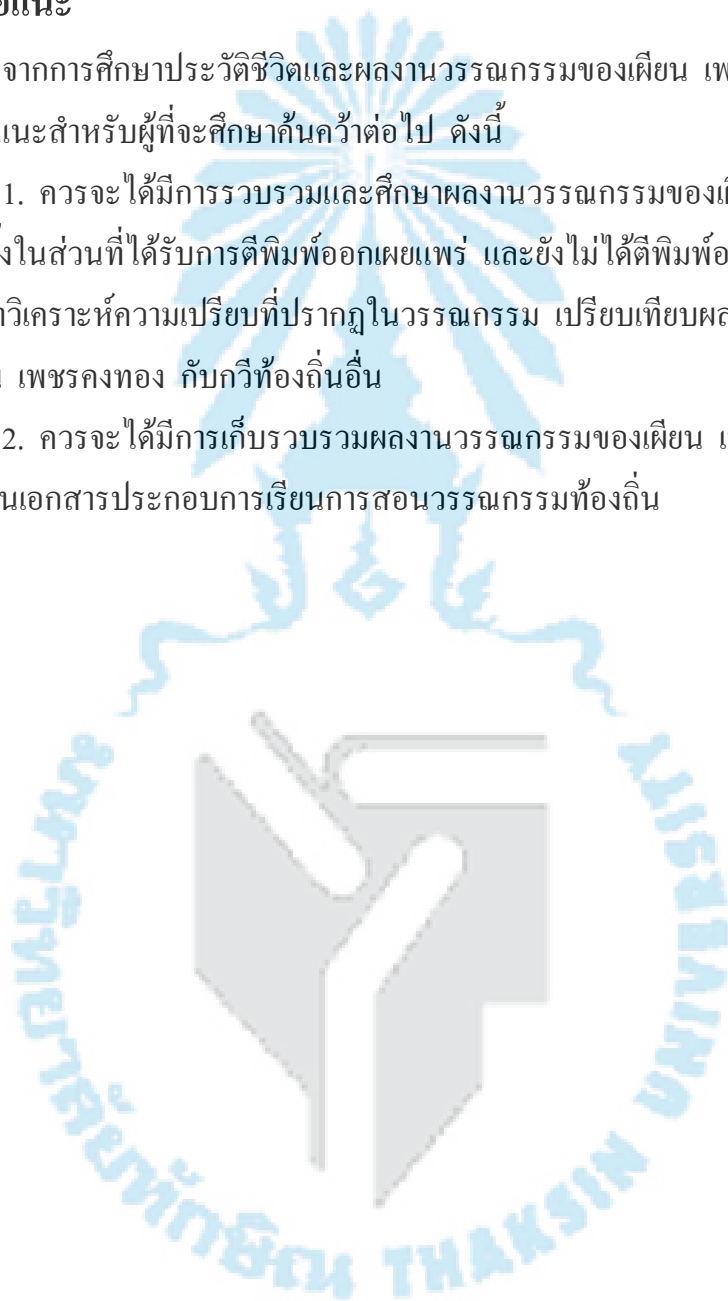 อแนะ
จากการศึกษาประวัติชีวิตและผลงานวรรณกรรมของเผียน เพ
แนะสำหรับผู้ที่จะศึกษาค้นคว้าต่อไป ดังนี้
1. ควรจะได้มีการรวบรวมและศึกษาผลงานวรรณกรรมของเ
ในส่วนที่ได้รับการตีพิมพ์ออกเผยแพร่ และยังไม่ได้ตีพิมพ์อ
วิเคราะห์ความเปรียบที่ปรากฏในวรรณกรรม เปรียบเทียบผล
เพชรคงทอง กับกวีท้องถิ่นอื่น
2. ควรจะได้มีการเก็บรวบรวมผลงานวรรณกรรมของเผียน เ
นเอกสารประกอบการเรียนการสอนวรรณกรรมท้องถิ่น
มหาวิทยาลัยทักษิณ THAKSIN UNIVERSITY